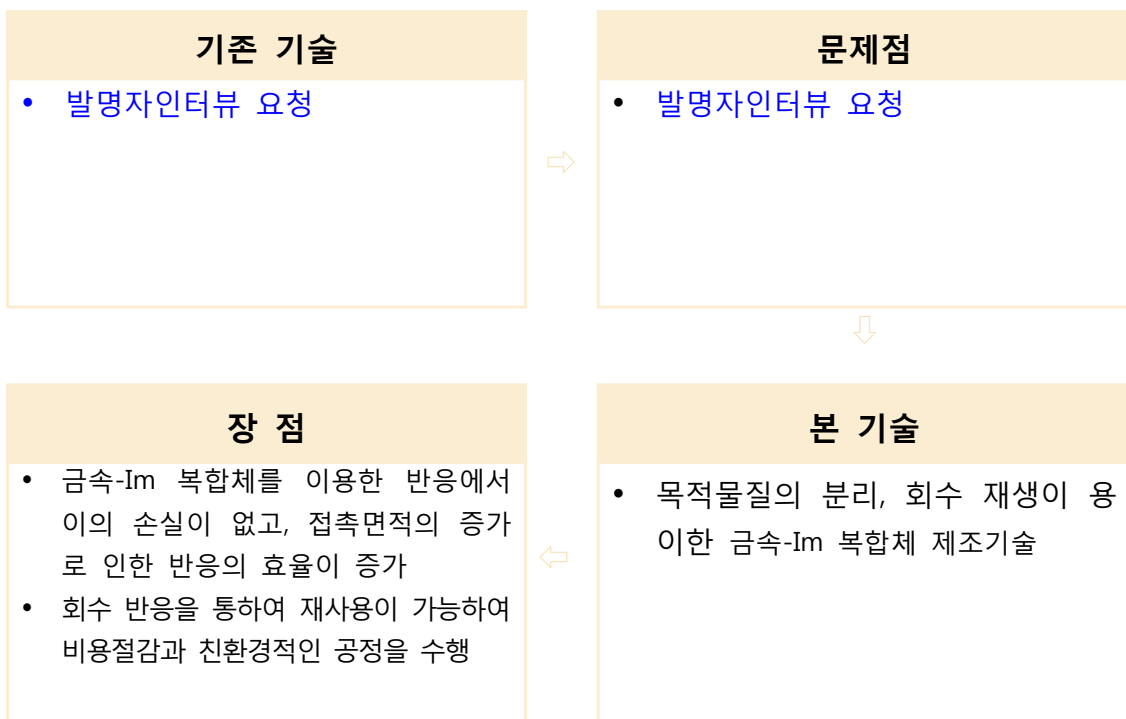 기존 기술
• 발명자인터뷰 요청
문제점
• 발명자인터뷰 요청
장 점
• 금속-Im 복합체를 이용한 반응에서
이의 손실이 없고, 접촉면적의 증가
로 인한 반응의 효율이 증가
• 회수 반응을 통하여 재사용이 가능하여
비용절감과 친환경적인 공정을 수행
본 기술
• 목적물질의 분리, 회수 재생이 용
이한 금속-Im 복합체 제조기술